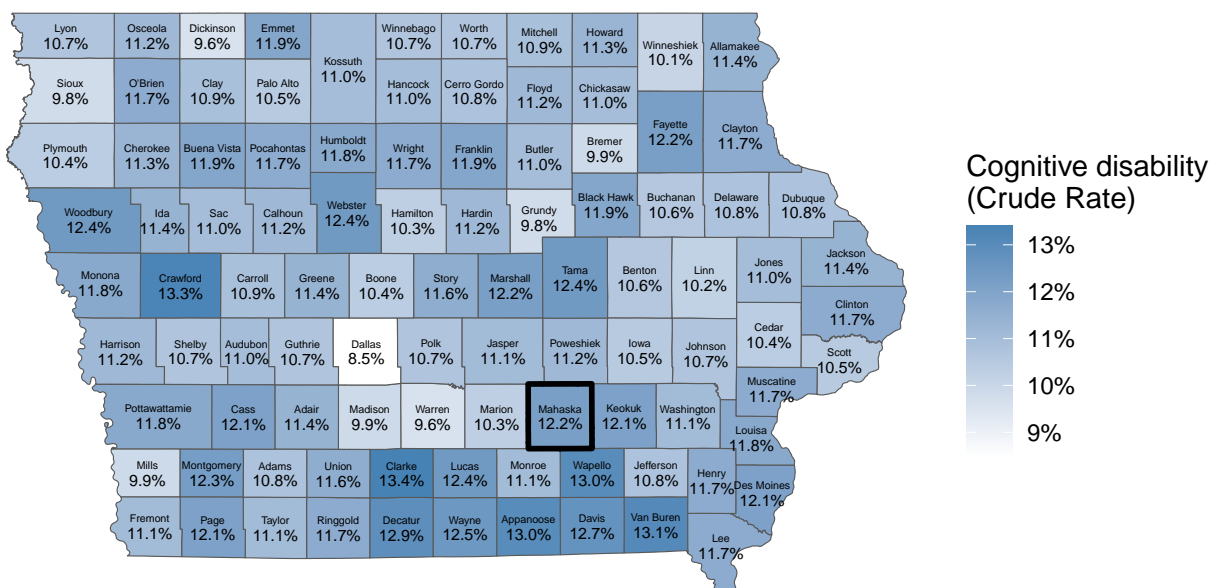 Lyon
10.7%
Osceola
11.2%
Dickinson
9.6%
Emmet
11.9%
Kossuth
11.0%
Winnebago
10.7%
Worth
10.7%
Mitchell
10.9%
Howard
11.3%
Winneshiek
10.1%
Allamakee
11.4%
Sioux
9.8%
O'Brien
11.7%
Clay
10.9%
Palo Alto
10.5%
Hancock
11.0%
Cerro Gordo
10.8%
Floyd
11.2%
Chickasaw
11.0%
Fayette
12.2%
Clayton
11.7%
Plymouth
10.4%
Cherokee
11.3%
Buena Vista
11.9%
Pocahontas
11.7%
Humboldt
11.8%
Wright
11.7%
Franklin
11.9%
Butler
11.0%
Bremer
9.9%
Woodbury
12.4%
Ida
11.4%
Sac
11.0%
Calhoun
11.2%
Webster
12.4%
Hamilton
10.3%
Hardin
11.2%
Grundy
9.8%
Black Hawk
11.9%
Buchanan
10.6%
Delaware
10.8%
Dubuque
10.8%
Monona
11.8%
Crawford
13.3%
Carroll
10.9%
Greene
11.4%
Boone
10.4%
Story
11.6%
Marshall
12.2%
Tama
12.4%
Benton
10.6%
Linn
10.2%
Jones
11.0%
Jackson
11.4%
Clinton
11.7%
Harrison
11.2%
Shelby
10.7%
Audubon
11.0%
Guthrie
10.7%
Dallas
8.5%
Polk
10.7%
Jasper
11.1%
Poweshiek
11.2%
Iowa
10.5%
Johnson
10.7%
Cedar
10.4%
Scott
10.5%
Muscatine
11.7%
Pottawattamie
11.8%
Cass
12.1%
Adair
11.4%
Madison
9.9%
Warren
9.6%
Marion
10.3%
Mahaska
12.2%
Keokuk
12.1%
Washington
11.1%
Louisa
11.8%
Mills
9.9%
Montgomery
12.3%
Adams
10.8%
Union
11.6%
Clarke
13.4%
Lucas
12.4%
Monroe
11.1%
Wapello
13.0%
Jefferson
10.8%
Henry
11.7%
Des Moines
12.1%
Fremont
11.1%
Page
12.1%
Taylor
11.1%
Ringgold
11.7%
Decatur
12.9%
Wayne
12.5%
Appanoose
13.0%
Davis
12.7%
Van Buren
13.1%
Lee
11.7%
Cognitive disability
(Crude Rate)
13%
12%
11%
10%
9%